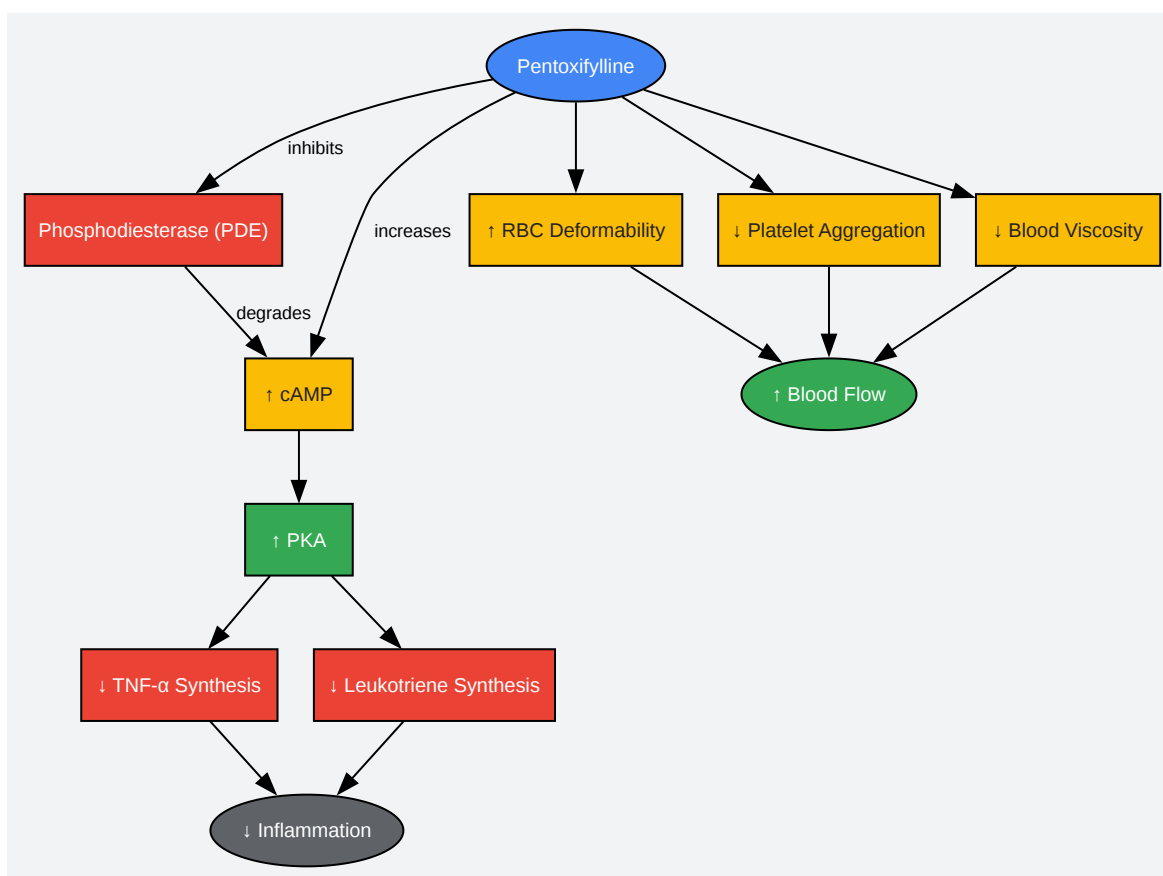 Pentoxifylline
inhibits
Phosphodiesterase (PDE)
increases
↑ RBC Deformability
↓ Platelet Aggregation
↓ Blood Viscosity
degrades
↑ cAMP
↑ Blood Flow
↑ PKA
↓ TNF-α Synthesis
↓ Leukotriene Synthesis
↓ Inflammation